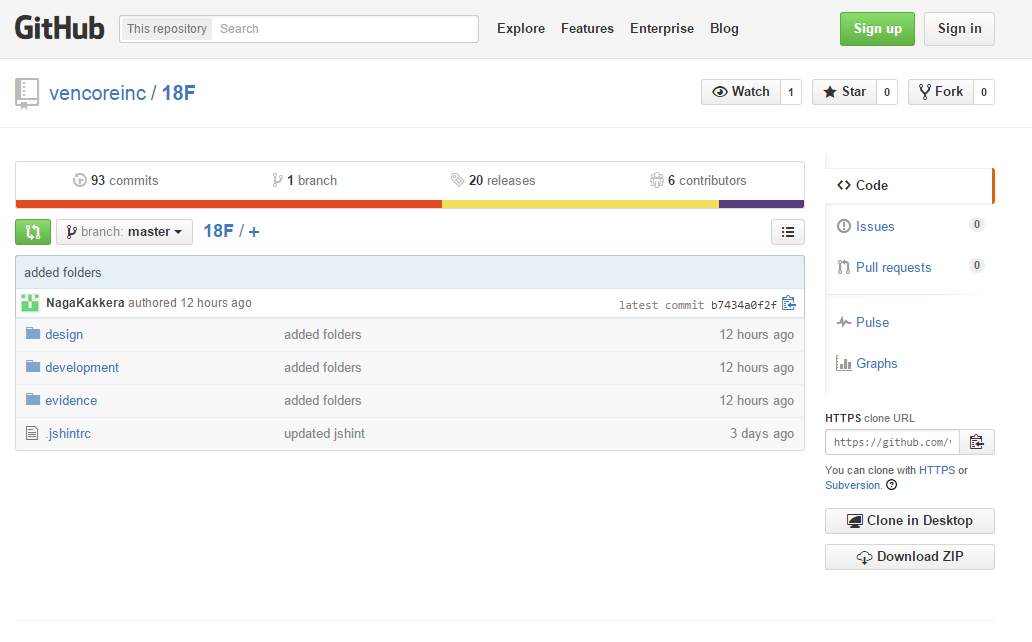 GitHub This repository Search Explore Features Enterprise Blog Sign up Sign in
vencoreinc / 18F Watch 1 Star 0 Fork 0
93 commits 1 branch 20 releases 6 contributors
branch: master 18F / +
added folders
NagaKakkera authored 12 hours ago latest commit b7434a0f2f
design added folders 12 hours ago
development added folders 12 hours ago
evidence added folders 12 hours ago
.jshintrc updated jshint 3 days ago
Code
Issues 0
Pull requests 0
Pulse
Graphs
HTTPS clone URL
https://github.com/
You can clone with HTTPS or
Subversion.
Clone in Desktop
Download ZIP